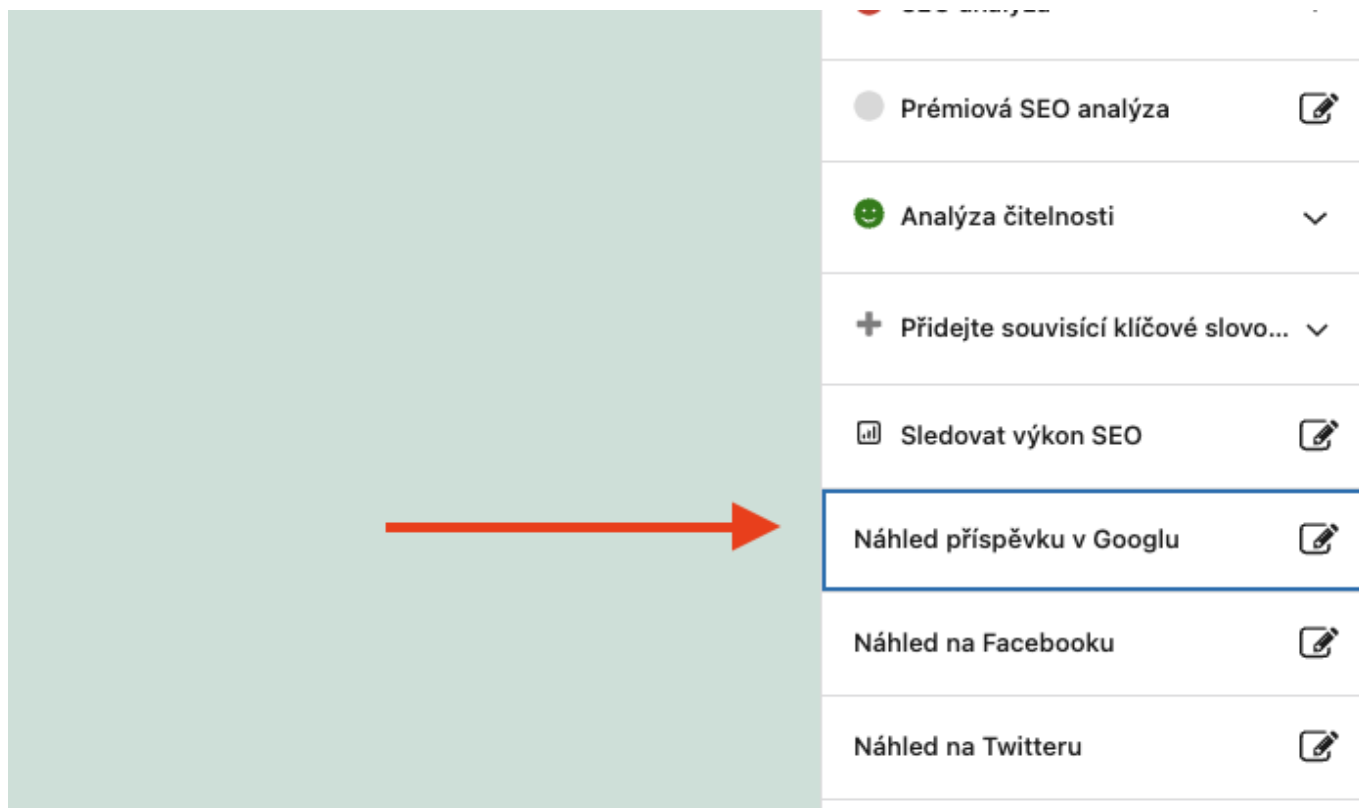 Prémiová SEO analýza
Analýza čitelnosti
Přidejte souvisící klíčové slovo...
Sledovat výkon SEO
Náhled příspěvku v Googlu
Náhled na Facebooku
Náhled na Twitteru